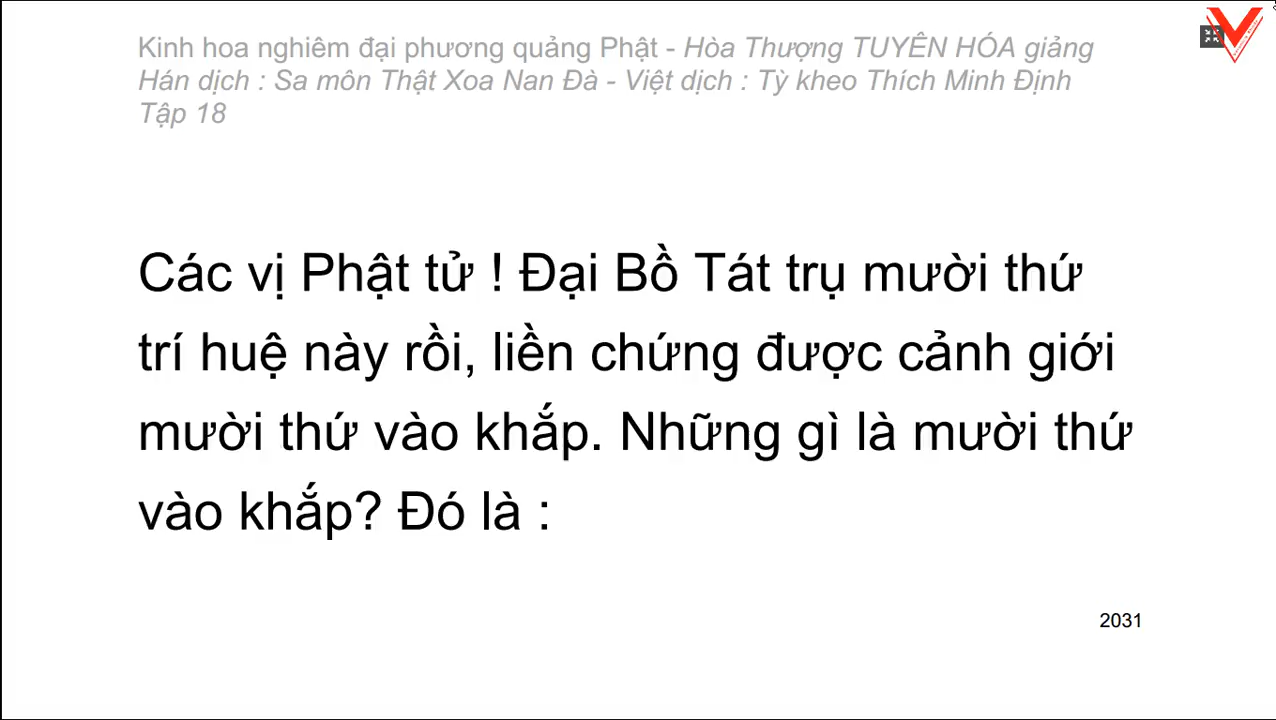 Kinh hoa nghiêm đại phương quảng Phật - Hòa Thượng TUYÊN HÓA giảng
Hán dịch : Sa môn Thật Xoa Nan Đà - Việt dịch : Tỳ kheo Thích Minh Định
Tập 18
Các vị Phật tử ! Đại Bồ Tát trụ mười thứ
trí huệ này rồi, liền chứng được cảnh giới
mười thứ vào khắp. Những gì là mười thứ
vào khắp? Đó là :
2031